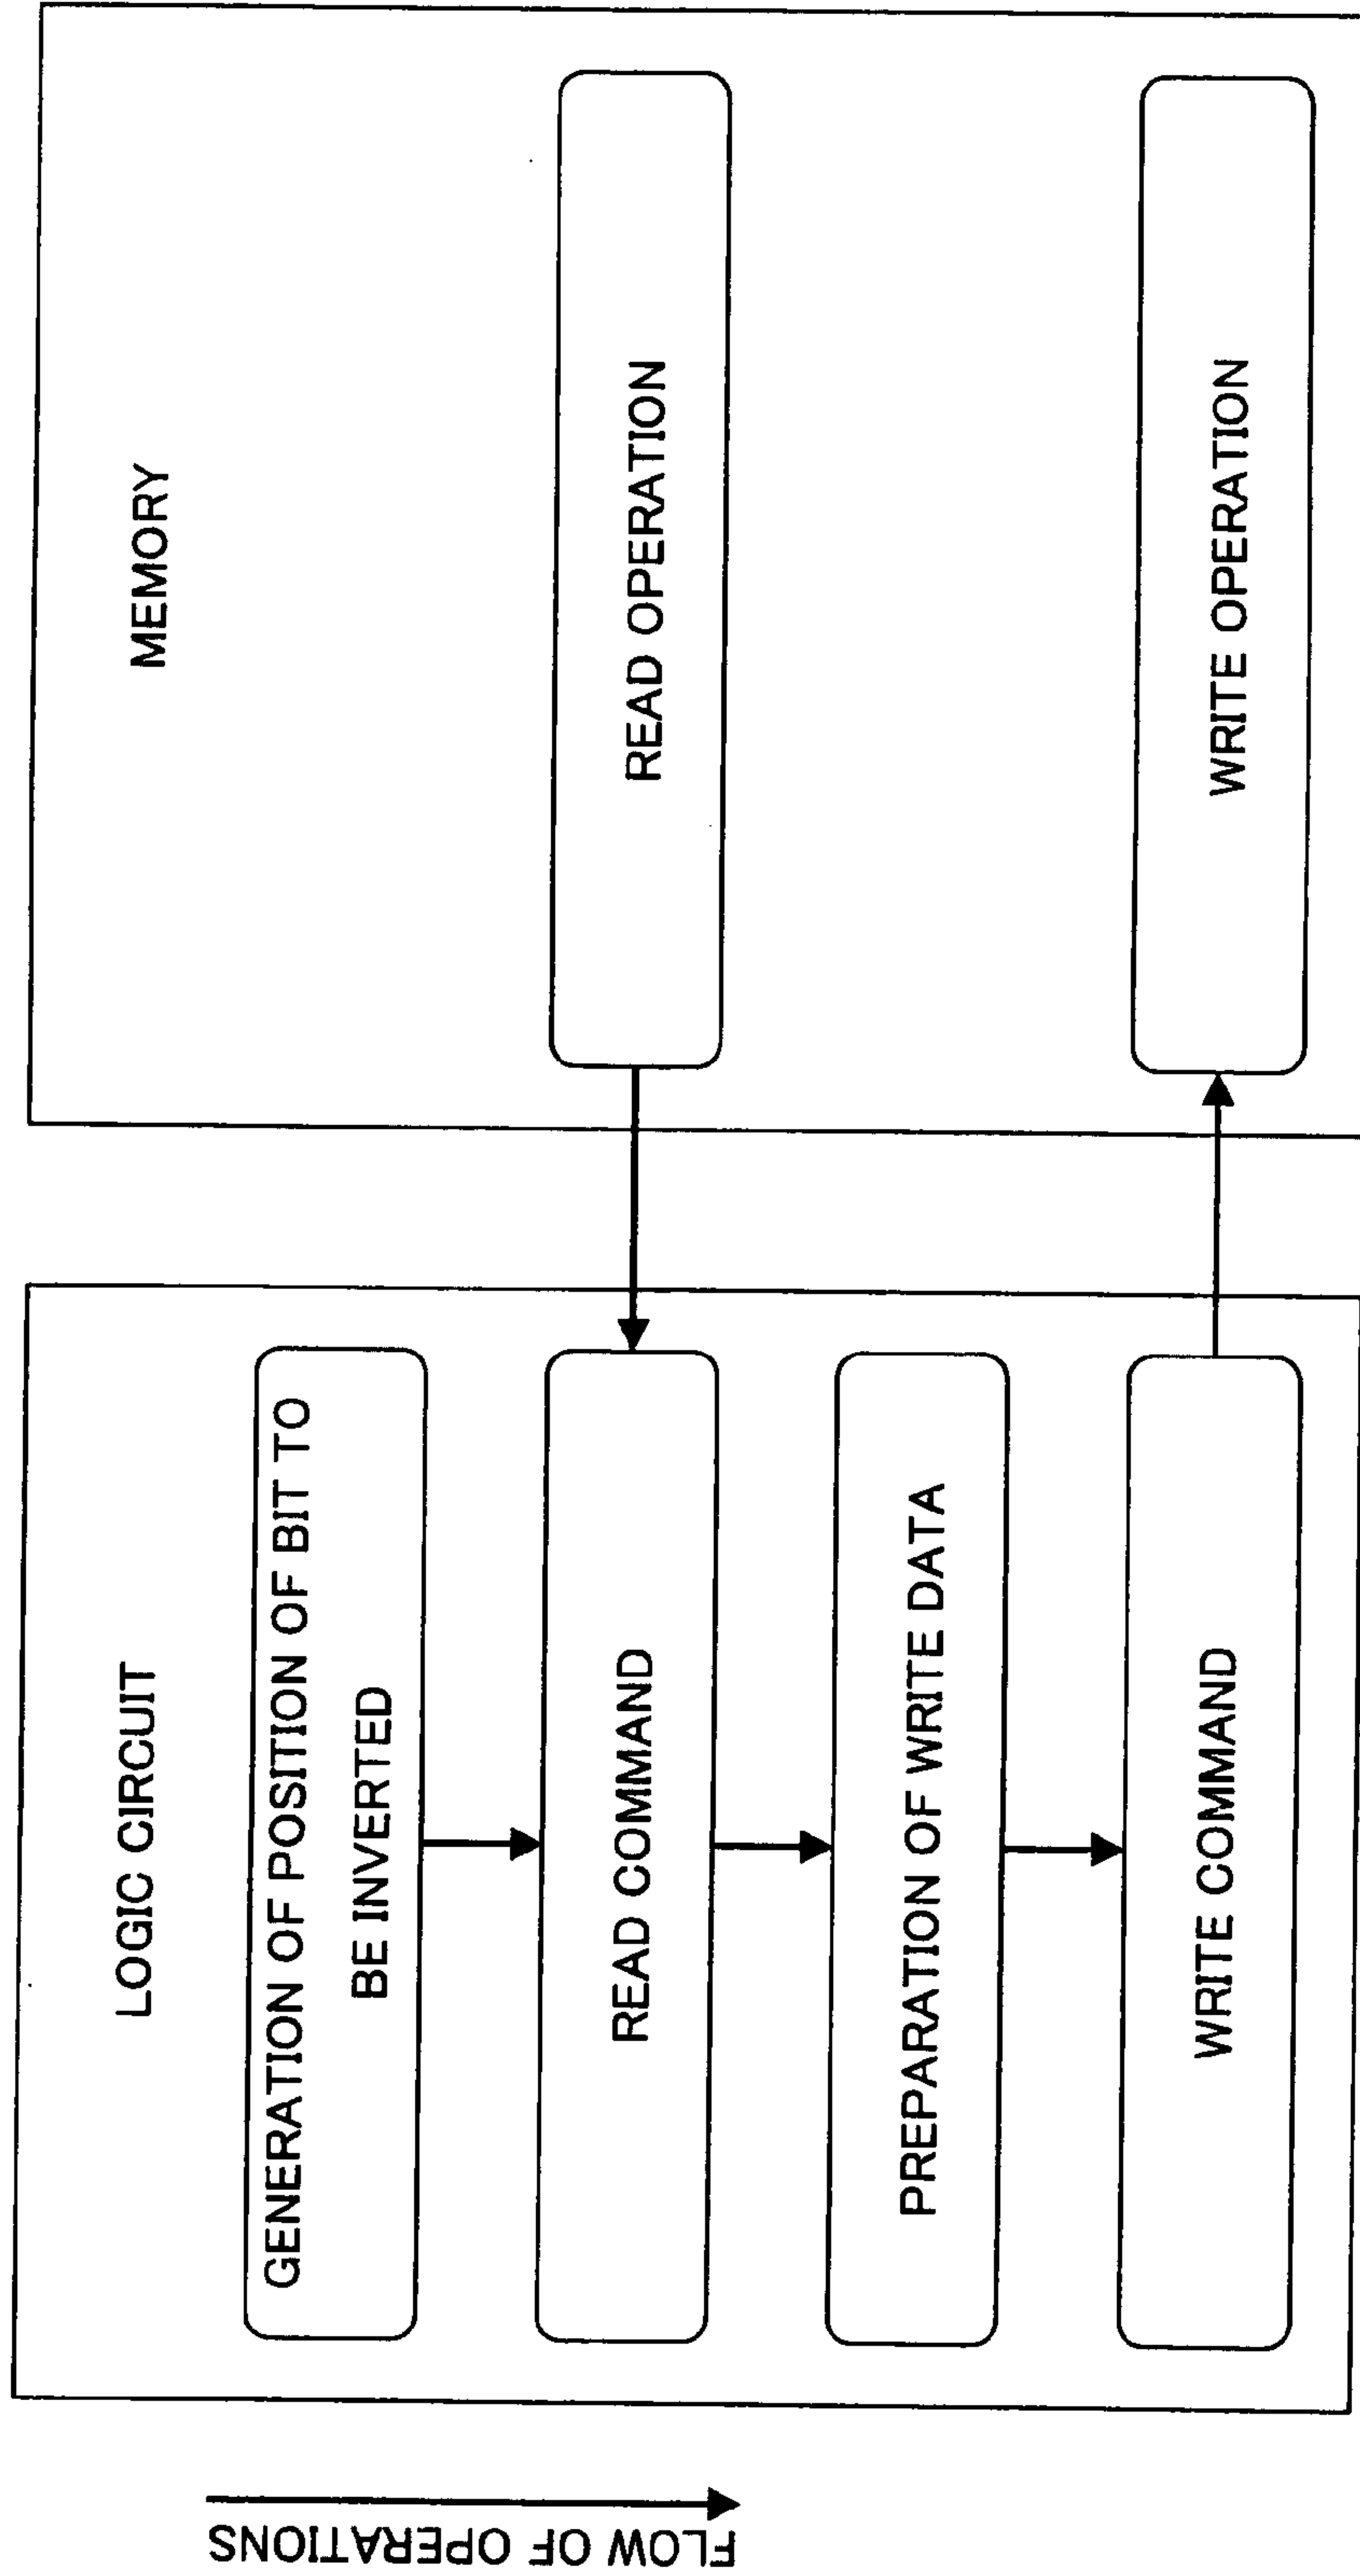 FLOW OF OPERATIONS
LOGIC CIRCUIT
GENERATION OF POSITION OF BIT TO
BE INVERTED
READ COMMAND
PREPARATION OF WRITE DATA
WRITE COMMAND
MEMORY
READ OPERATION
WRITE OPERATION